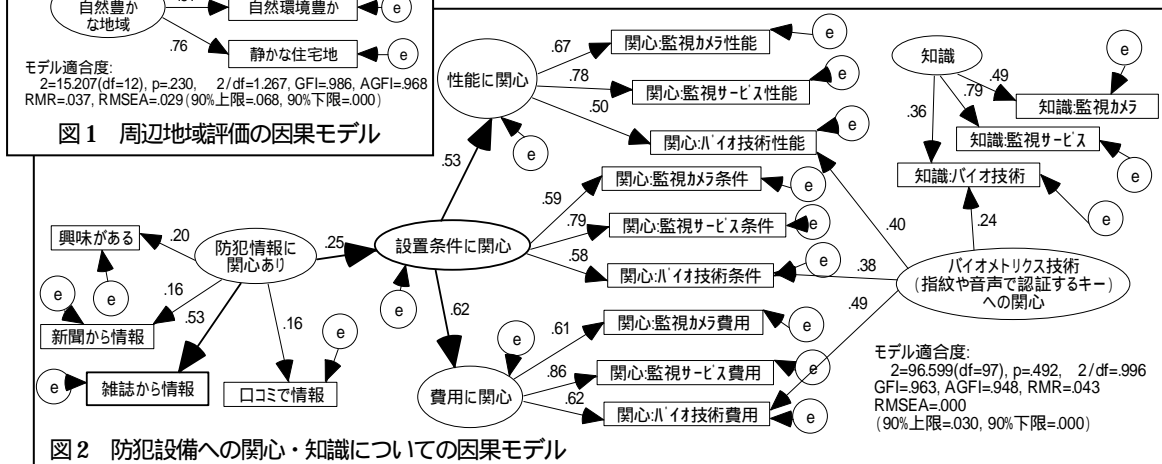 自然豊か
な地域
自然環境豊か
e
.76
静かな住宅地
e
モデル適合度:
2=15.207(df=12), p=.230, 2/df=1.267, GFI=.986, AGFI=.968
RMR=.037, RMSEA=.029(90%上限=.068, 90%下限=.000)
図1 周辺地域評価の因果モデル
性能に関心
e
.67
関心:監視カメラ性能
e
.78
関心:監視サービス性能
e
.50
関心:バイオ技術性能
e
知識
.49
知識:監視カメラ
e
.79
知識:監視サービス
e
.36
知識:バイオ技術
e
.24
.53
興味がある
e
.20
防犯情報に
関心あり
.25
設置条件に関心
e
.59
関心:監視カメラ条件
e
.79
関心:監視サービス条件
e
.58
関心:バイオ技術条件
e
.40
.38
.49
バイオメトリクス技術
(指紋や音声で認証するキー)
への関心
e
新聞から情報
.16
.53
e
雑誌から情報
.16
口コミで情報
e
.62
費用に関心
e
.61
関心:監視カメラ費用
e
.86
関心:監視サービス費用
e
.62
関心:バイオ技術費用
e
モデル適合度:
2=96.599(df=97), p=.492, 2/df=.996
GFI=.963, AGFI=.948, RMR=.043
RMSEA=.000
(90%上限=.030, 90%下限=.000)
図2 防犯設備への関心・知識についての因果モデル